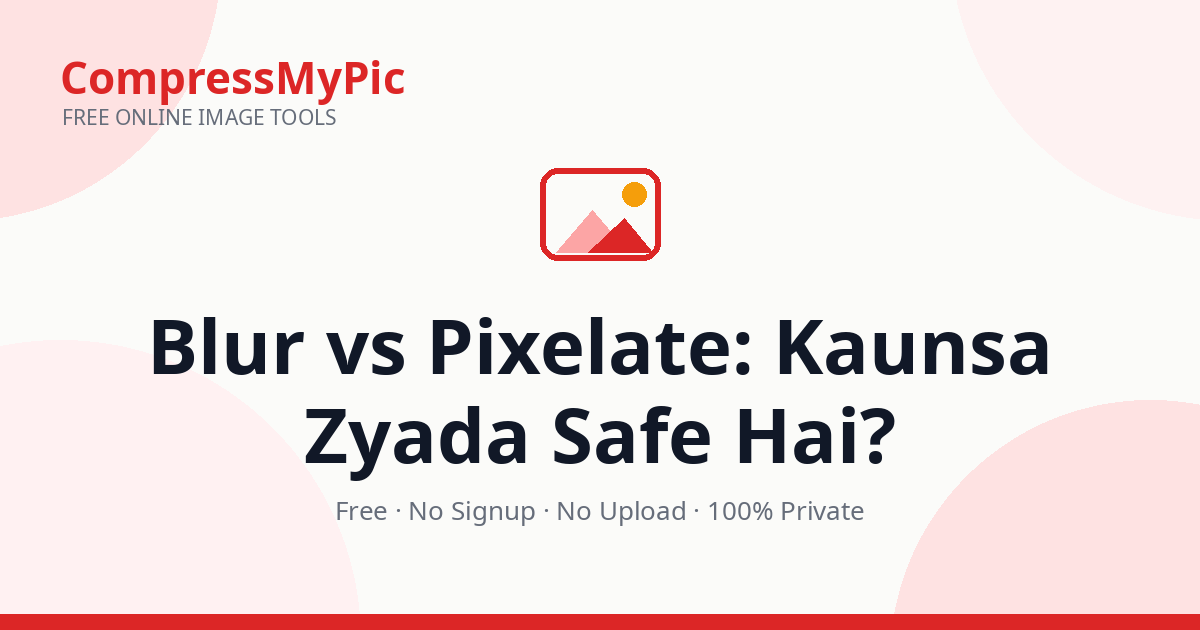 CompressMyPic
FREE ONLINE IMAGE TOOLS
Blur vs Pixelate: Kaunsa
Zyada Safe Hai?
Free · No Signup · No Upload · 100% Private